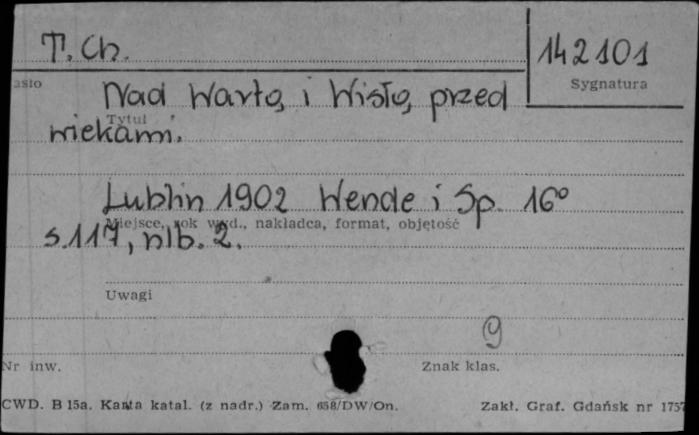 T. Ch.
142101
asło
Sygnatura
Nad Wartą i Wisłą przed
Tytuł
wiekami.
Lublin 1902 Wende i Sp. 16°
Miejsce, rok wyd., nakładca, format, objętość
s.117, nlb. 2.
Uwagi
9
Nr inw.
Znak klas.
CWD. B 15a. Karta katal. (z nadr.) Zam. 658/DW/On.
Zakł. Graf. Gdańsk nr 1757